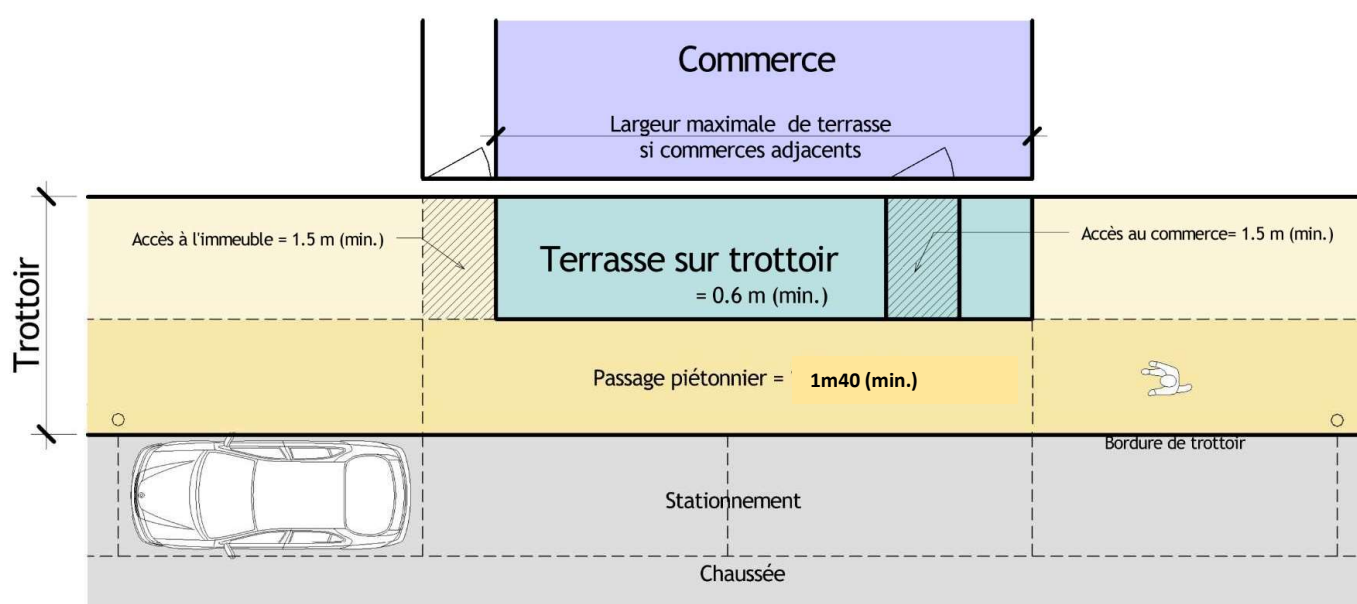 Commerce
Largeur maximale de terrasse
si commerces adjacents
Accès à l'immeuble = 1.5 m (min.)
Accès au commerce= 1.5 m (min.)
Terrasse sur trottoir
= 0.6 m (min.)
Trottoir
Passage piétonnier = 1m40 (min.)
Bordure de trottoir
Stationnement
Chaussée